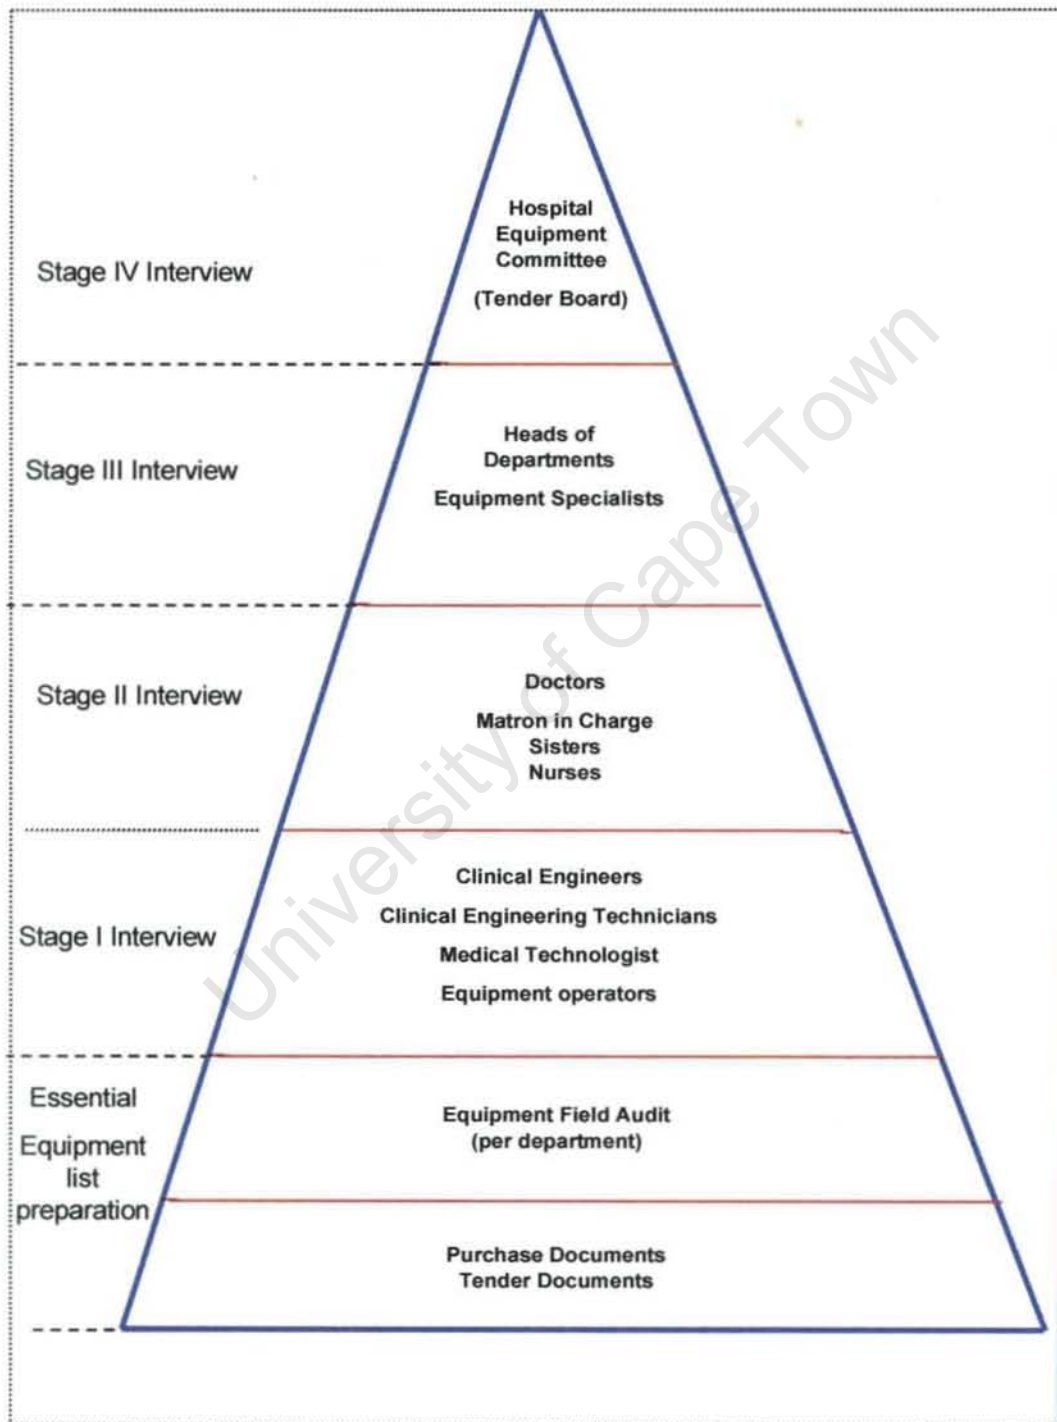 Hospital
Equipment
Committee
(Tender Board)
Stage IV Interview
Heads of
Departments
Equipment Specialists
Stage III Interview
Doctors
Matron in Charge
Sisters
Nurses
Stage II Interview
Clinical Engineers
Clinical Engineering Technicians
Medical Technologist
Equipment operators
Stage I Interview
Essential
Equipment
list
preparation
Equipment Field Audit
(per department)
Purchase Documents
Tender Documents
University of Cape Town